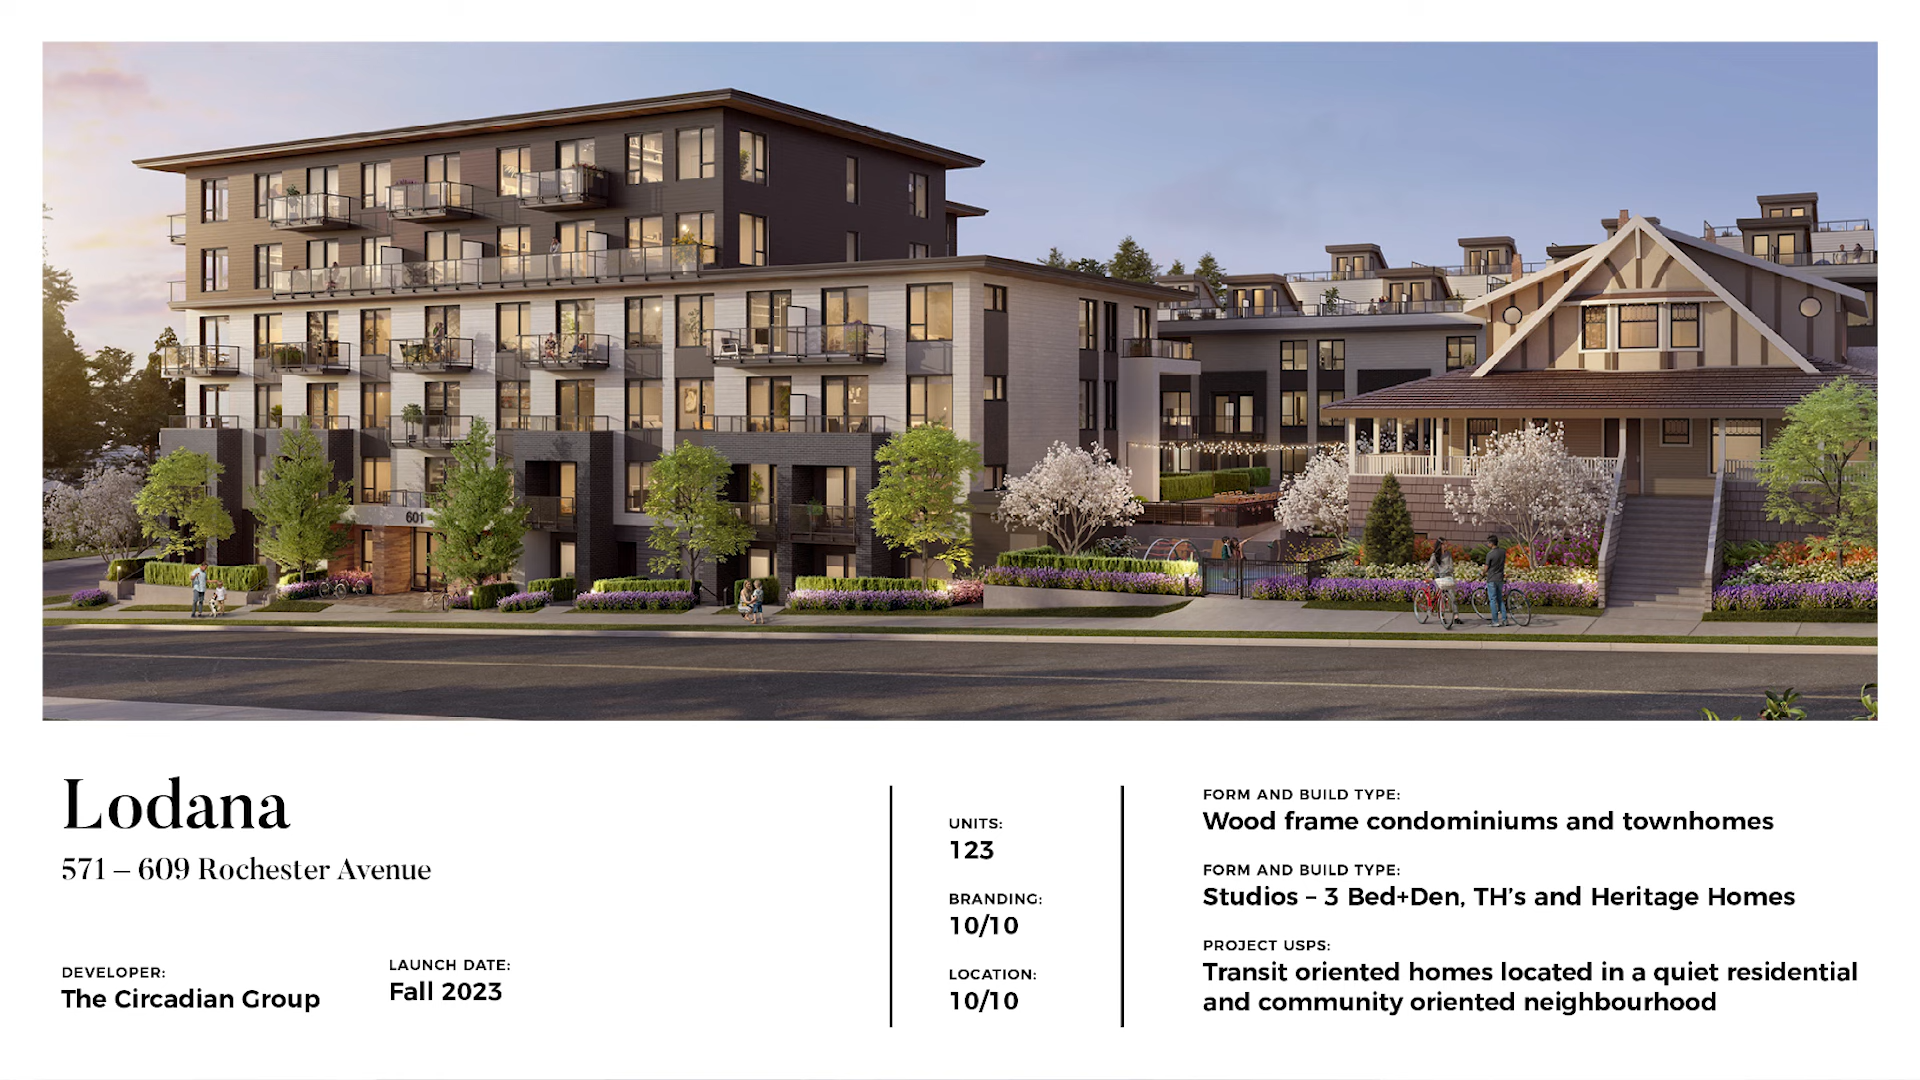 601
Lodana
571 – 609 Rochester Avenue
DEVELOPER:
The Circadian Group
LAUNCH DATE:
Fall 2023
UNITS:
123
BRANDING:
10/10
LOCATION:
10/10
FORM AND BUILD TYPE:
Wood frame condominiums and townhomes
FORM AND BUILD TYPE:
Studios – 3 Bed+Den, TH's and Heritage Homes
PROJECT USPS:
Transit oriented homes located in a quiet residential
and community oriented neighbourhood